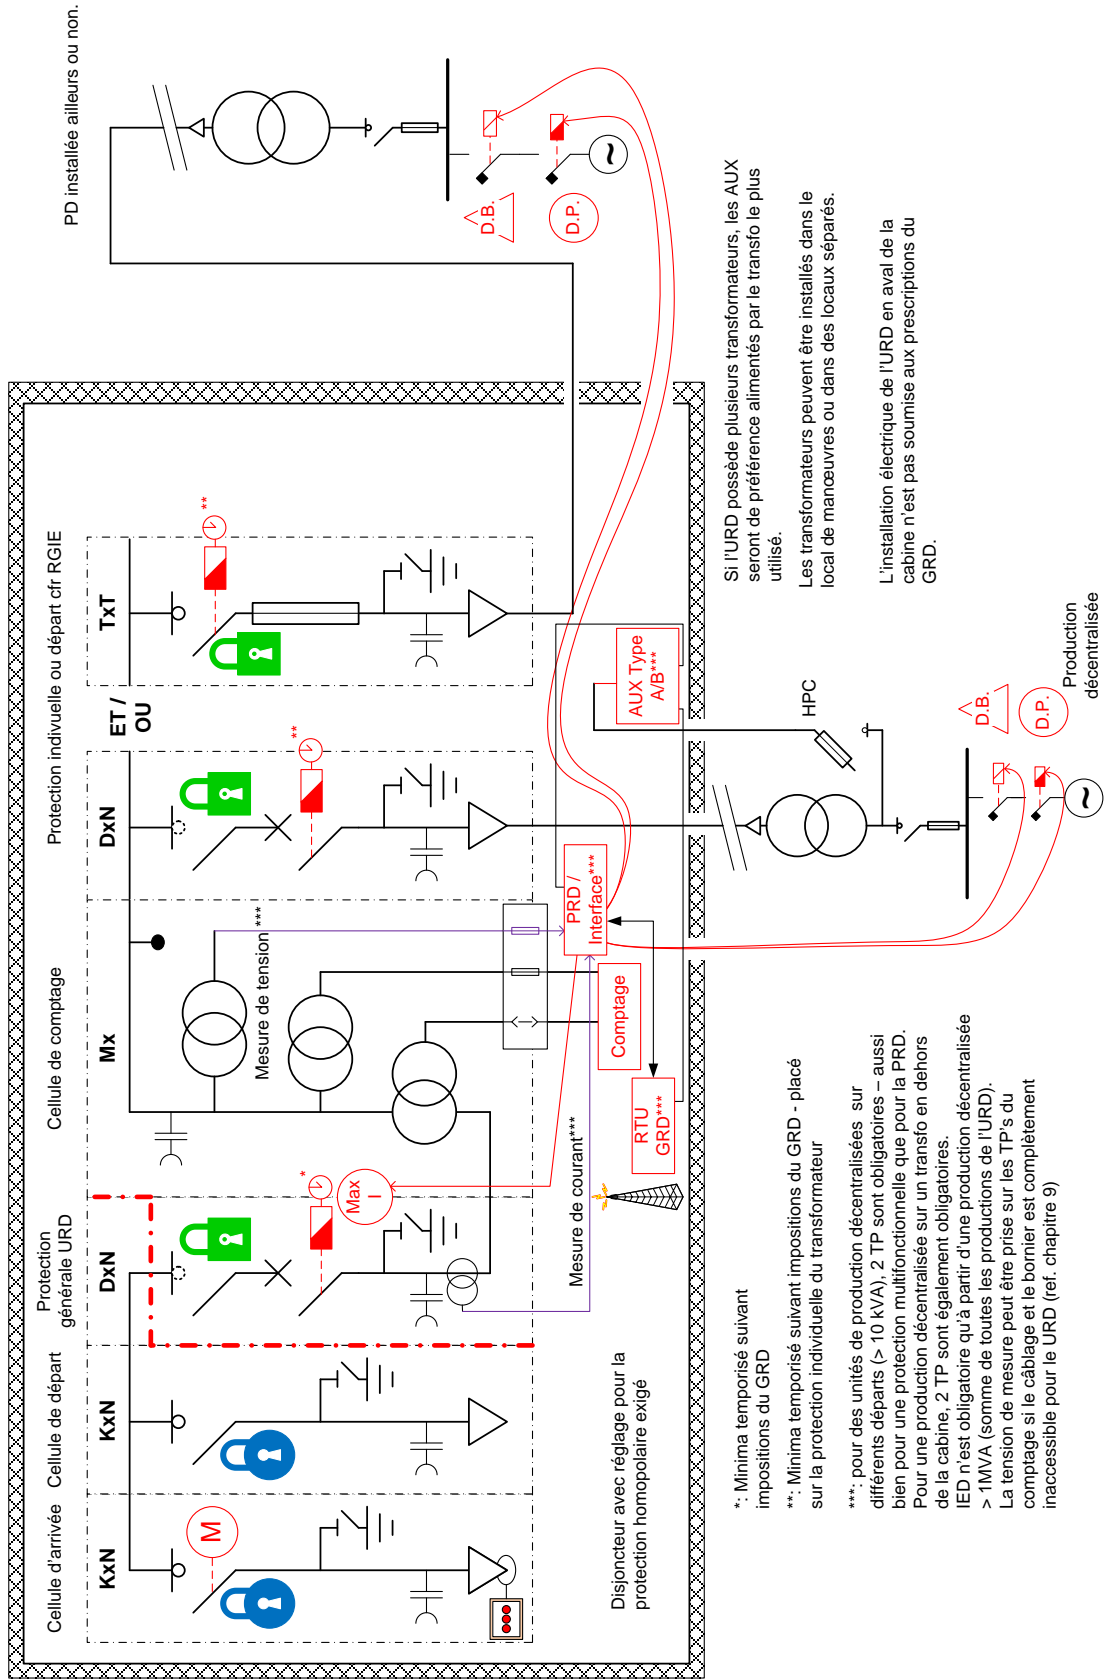 PD installée ailleurs ou non.
Cellule d'arrivée
Cellule de départ
Protection
générale URD
Cellule de comptage
Protection indivuelle ou départ cfr RGIE
KxN
KxN
DxN
Mx
DxN
ET /
OU
TxT
M
*
Max
I
Mesure de tension ***
**
**
D.B.
D.P.
Mesure de courant***
RTU
GRD***
Comptage
PRD /
Interface***
AUX Type
A/B***
Disjoncteur avec réglage pour la
protection homopolaire exigé
HPC
D.B.
D.P.
Production
décentralisée
Si l'URD possède plusieurs transformateurs, les AUX
seront de préférence alimentés par le transfo le plus
utilisé.
Les transformateurs peuvent être installés dans le
local de manœuvres ou dans des locaux séparés.
L'installation électrique de l'URD en aval de la
cabine n'est pas soumise aux prescriptions du
GRD.
*: Minima temporisé suivant
impositions du GRD
**: Minima temporisé suivant impositions du GRD - placé
sur la protection individuelle du transformateur
***: pour des unités de production décentralisées sur
différents départs (> 10 kVA), 2 TP sont obligatoires – aussi
bien pour une protection multifonctionnelle que pour la PRD.
Pour une production décentralisée sur un transfo en dehors
de la cabine, 2 TP sont également obligatoires.
IED n'est obligatoire qu'à partir d'une production décentralisée
> 1MVA (somme de toutes les productions de l'URD).
La tension de mesure peut être prise sur les TP's du
comptage si le câblage et le bornier est complètement
inaccessible pour le URD (ref. chapitre 9)